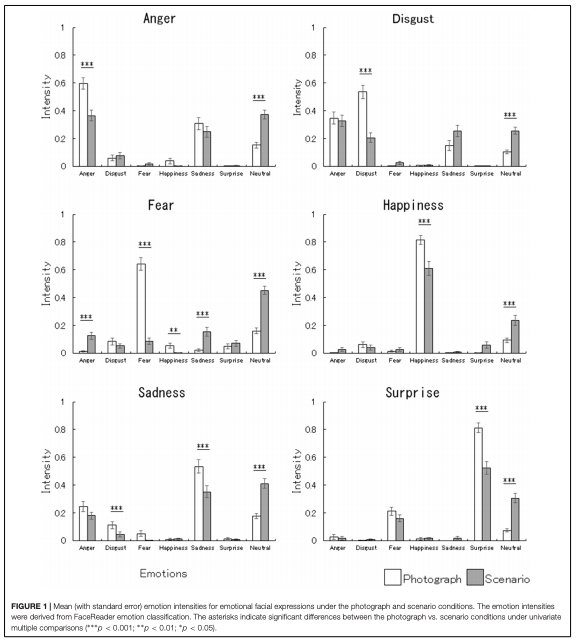 Anger
Disgust
Intensity
1
0.8
0.6
0.4
0.2
0
***
***
Anger Disgust Fear Happiness Sadness Surprise Neutral
Intensity
1
0.8
0.6
0.4
0.2
0
***
***
Anger Disgust Fear Happiness Sadness Surprise Neutral
Fear
Happiness
Intensity
1
0.8
0.6
0.4
0.2
0
***
***
**
***
***
Anger Disgust Fear Happiness Sadness Surprise Neutral
Intensity
1
0.8
0.6
0.4
0.2
0
***
***
Anger Disgust Fear Happiness Sadness Surprise Neutral
Sadness
Surprise
Intensity
1
0.8
0.6
0.4
0.2
0
***
***
***
Anger Disgust Fear Happiness Sadness Surprise Neutral
Intensity
1
0.8
0.6
0.4
0.2
0
***
***
Anger Disgust Fear Happiness Sadness Surprise Neutral
Emotions
Photograph Scenario
FIGURE 1 | Mean (with standard error) emotion intensities for emotional facial expressions under the photograph and scenario conditions. The emotion intensities
were derived from FaceReader emotion classification. The asterisks indicate significant differences between the photograph vs. scenario conditions under univariate
multiple comparisons (***p < 0.001; **p < 0.01; *p < 0.05).